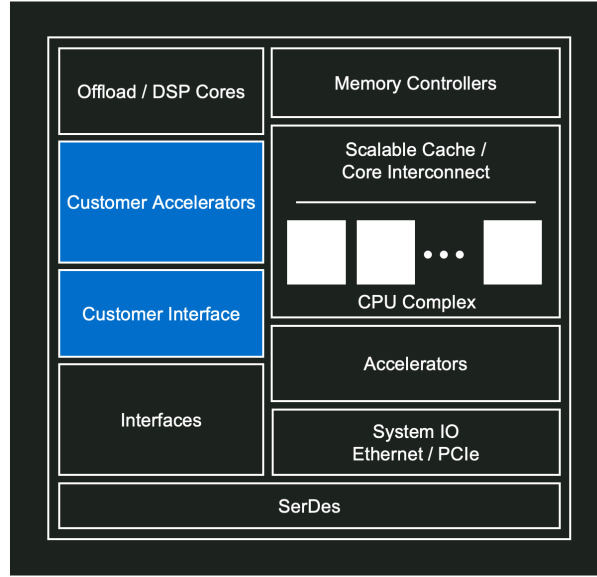 Offload / DSP Cores
Customer Accelerators
Customer Interface
Interfaces
Memory Controllers
Scalable Cache /
Core Interconnect
CPU Complex
Accelerators
System IO
Ethernet / PCIe
SerDes